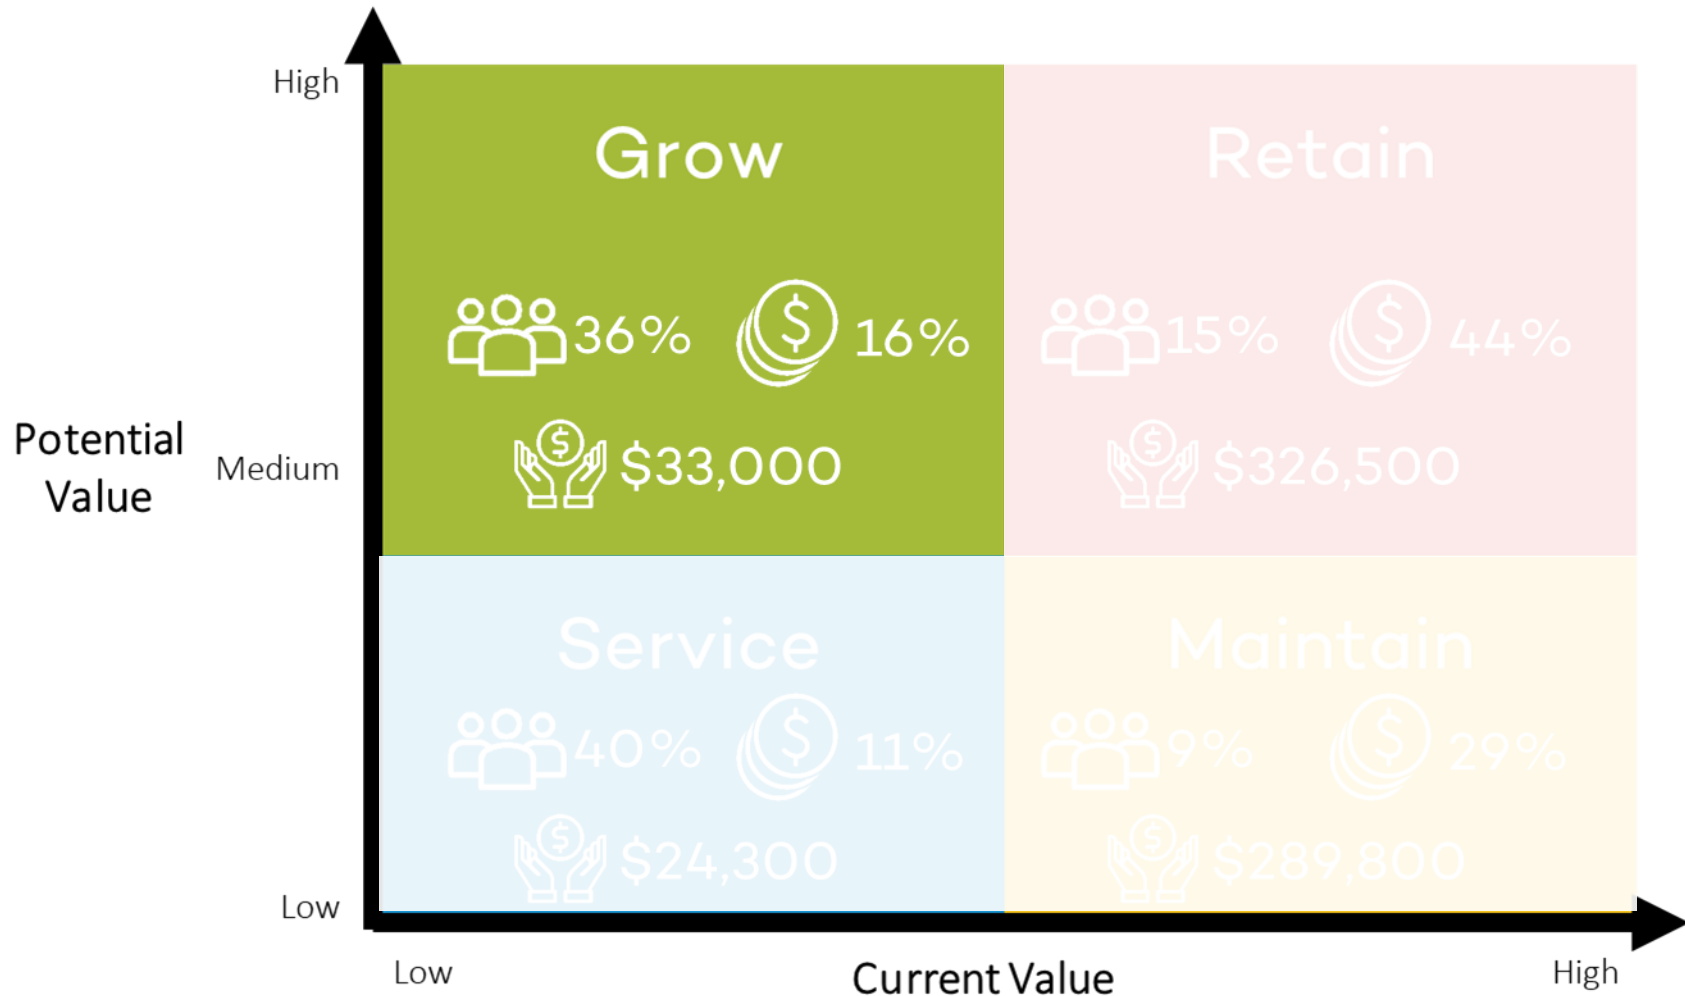 High
Grow
Retain
36%
16%
15%
44%
Potential
Value
Medium
$33,000
$326,500
Service
Maintain
40%
11%
9%
29%
$24,300
$289,800
Low
Low
Current Value
High